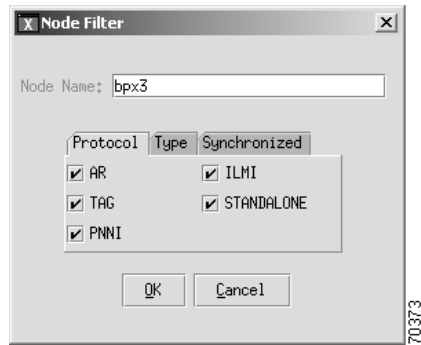 X Node Filter
Node Name: bpx3
Protocol Type Synchronized
AR ILMI
TAG STANDALONE
PNNI
OK Cancel
70373